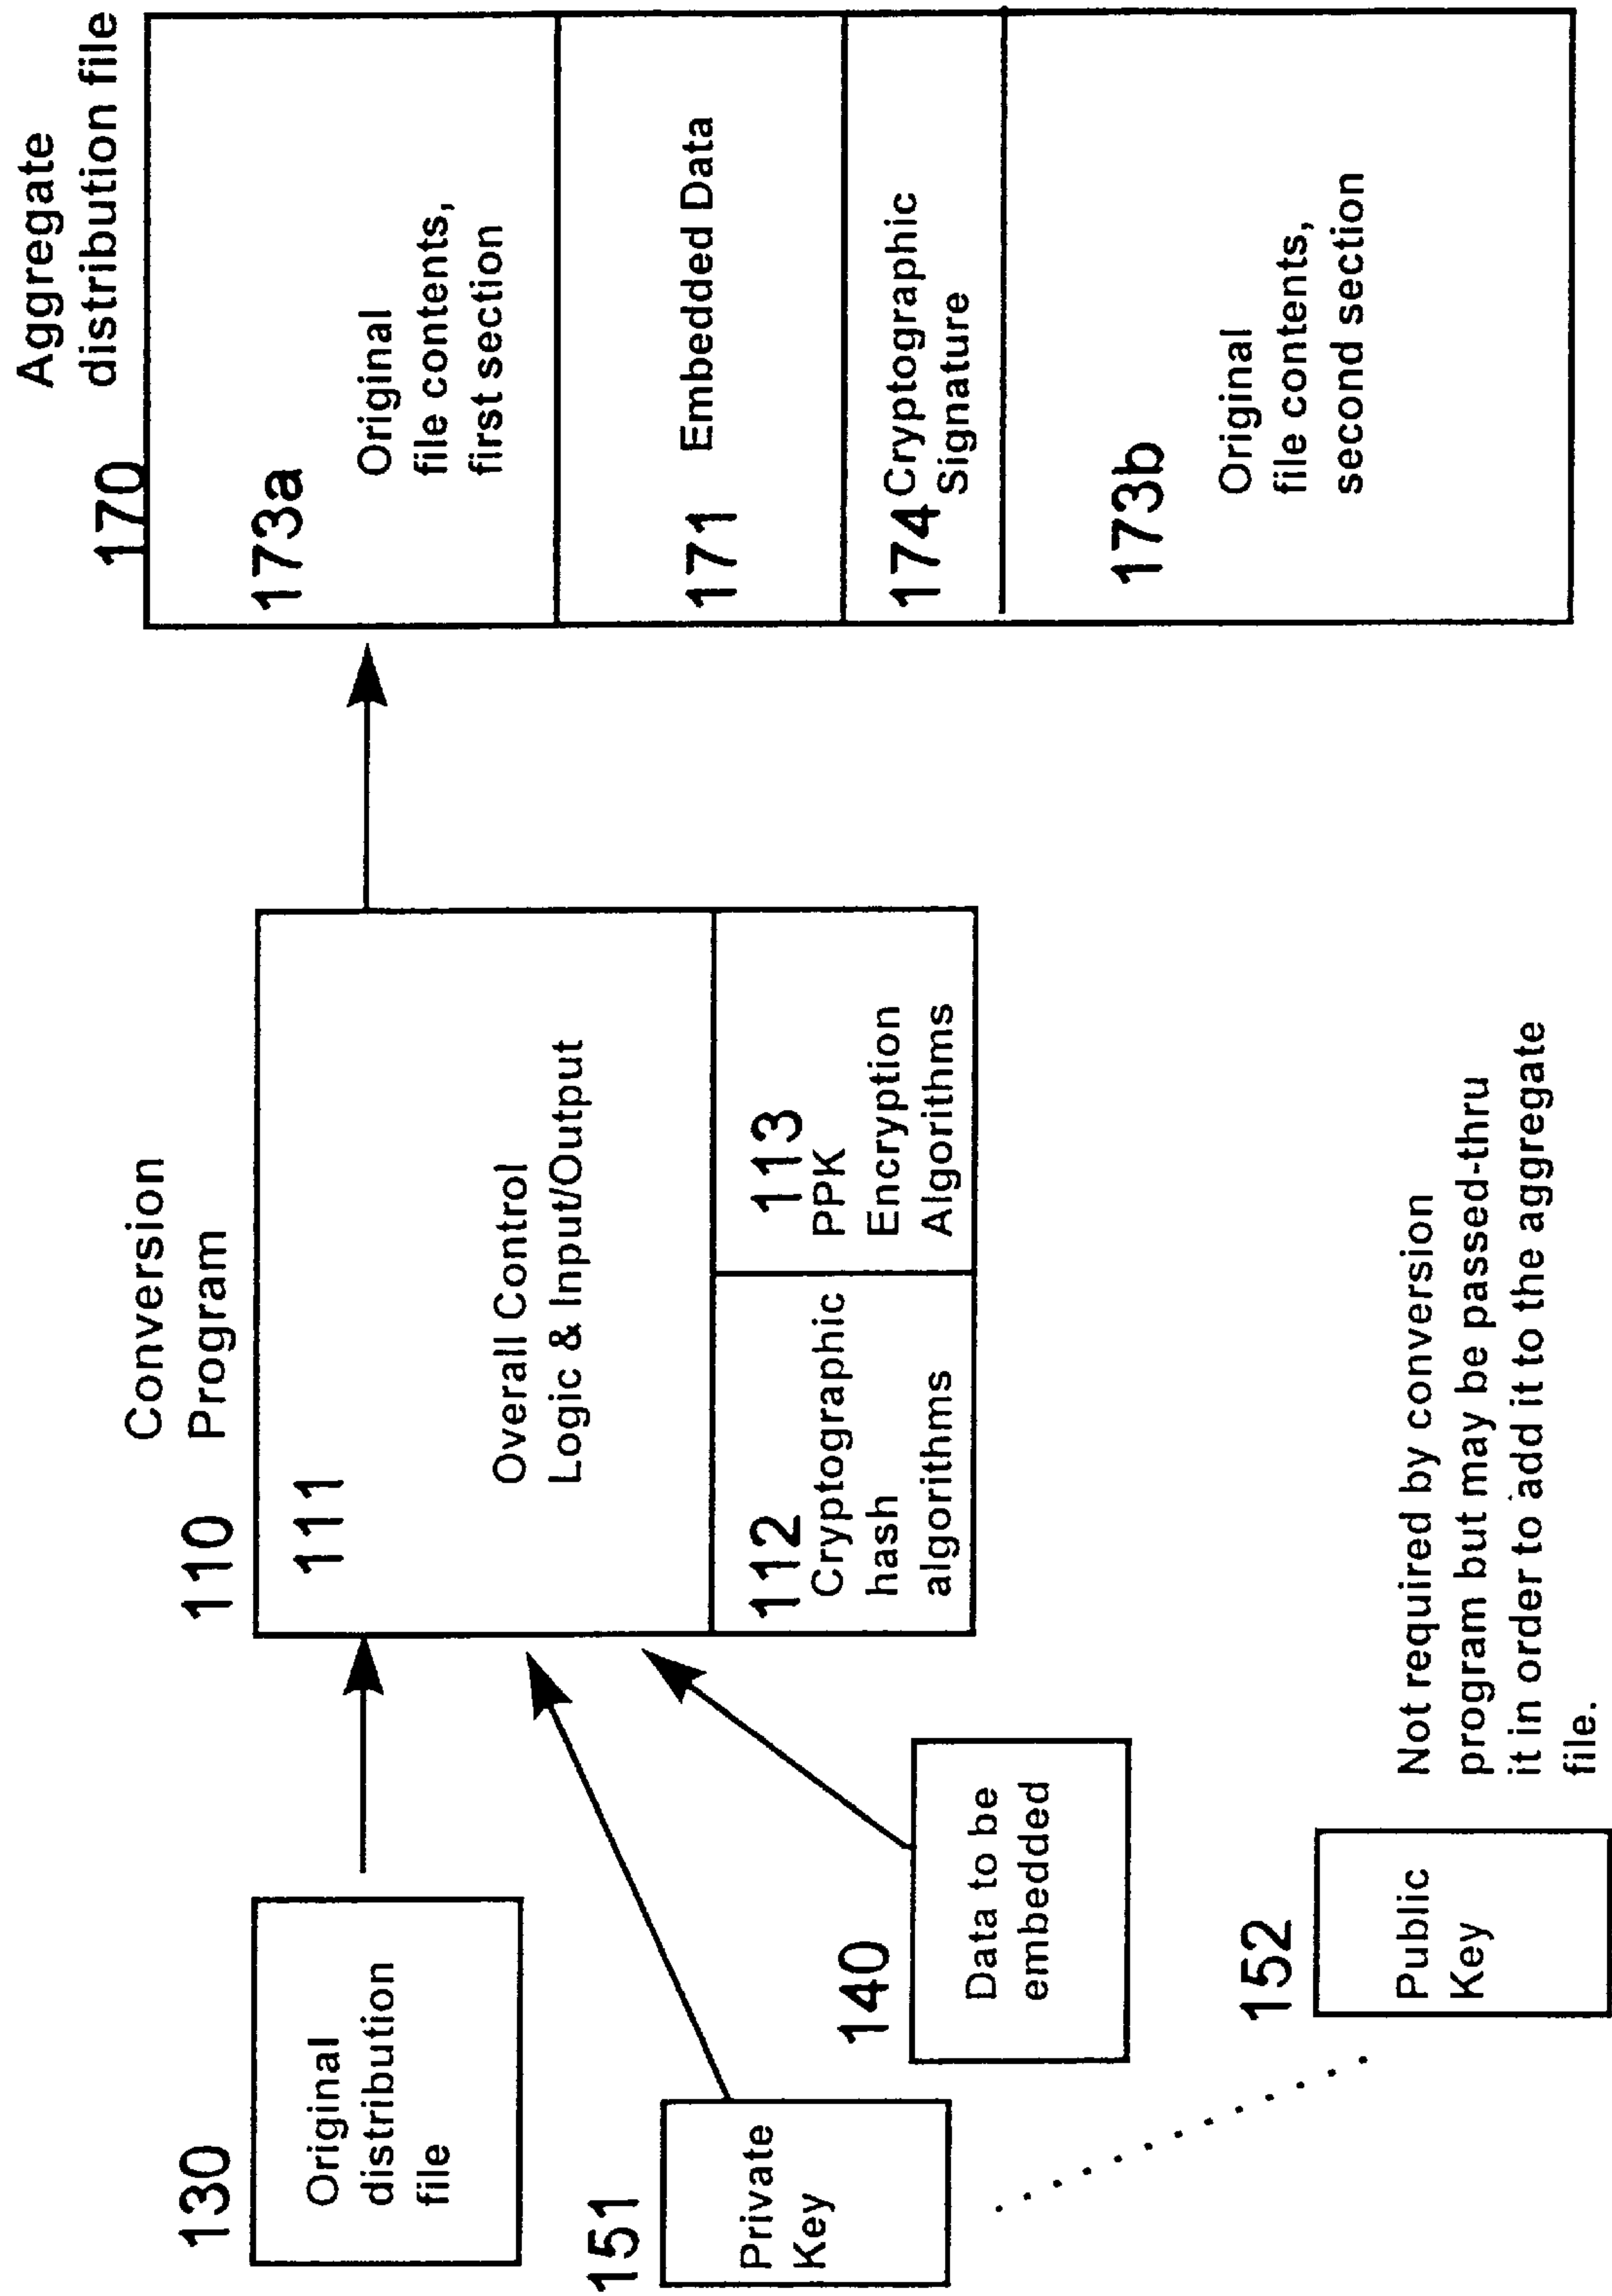 130
Original
distribution
file
151
Private
Key
140
Data to be
embedded
152
Public
Key
Not required by conversion
program but may be passed-thru
it in order to add it to the aggregate
file.
Conversion
110 Program
111
Overall Control
Logic & Input/Output
112
Cryptographic
hash
algorithms
113
PPK
Encryption
Algorithms
Aggregate
distribution file
170
173a
Original
file contents,
first section
171 Embedded Data
174 Cryptographic
Signature
173b
Original
file contents,
second section